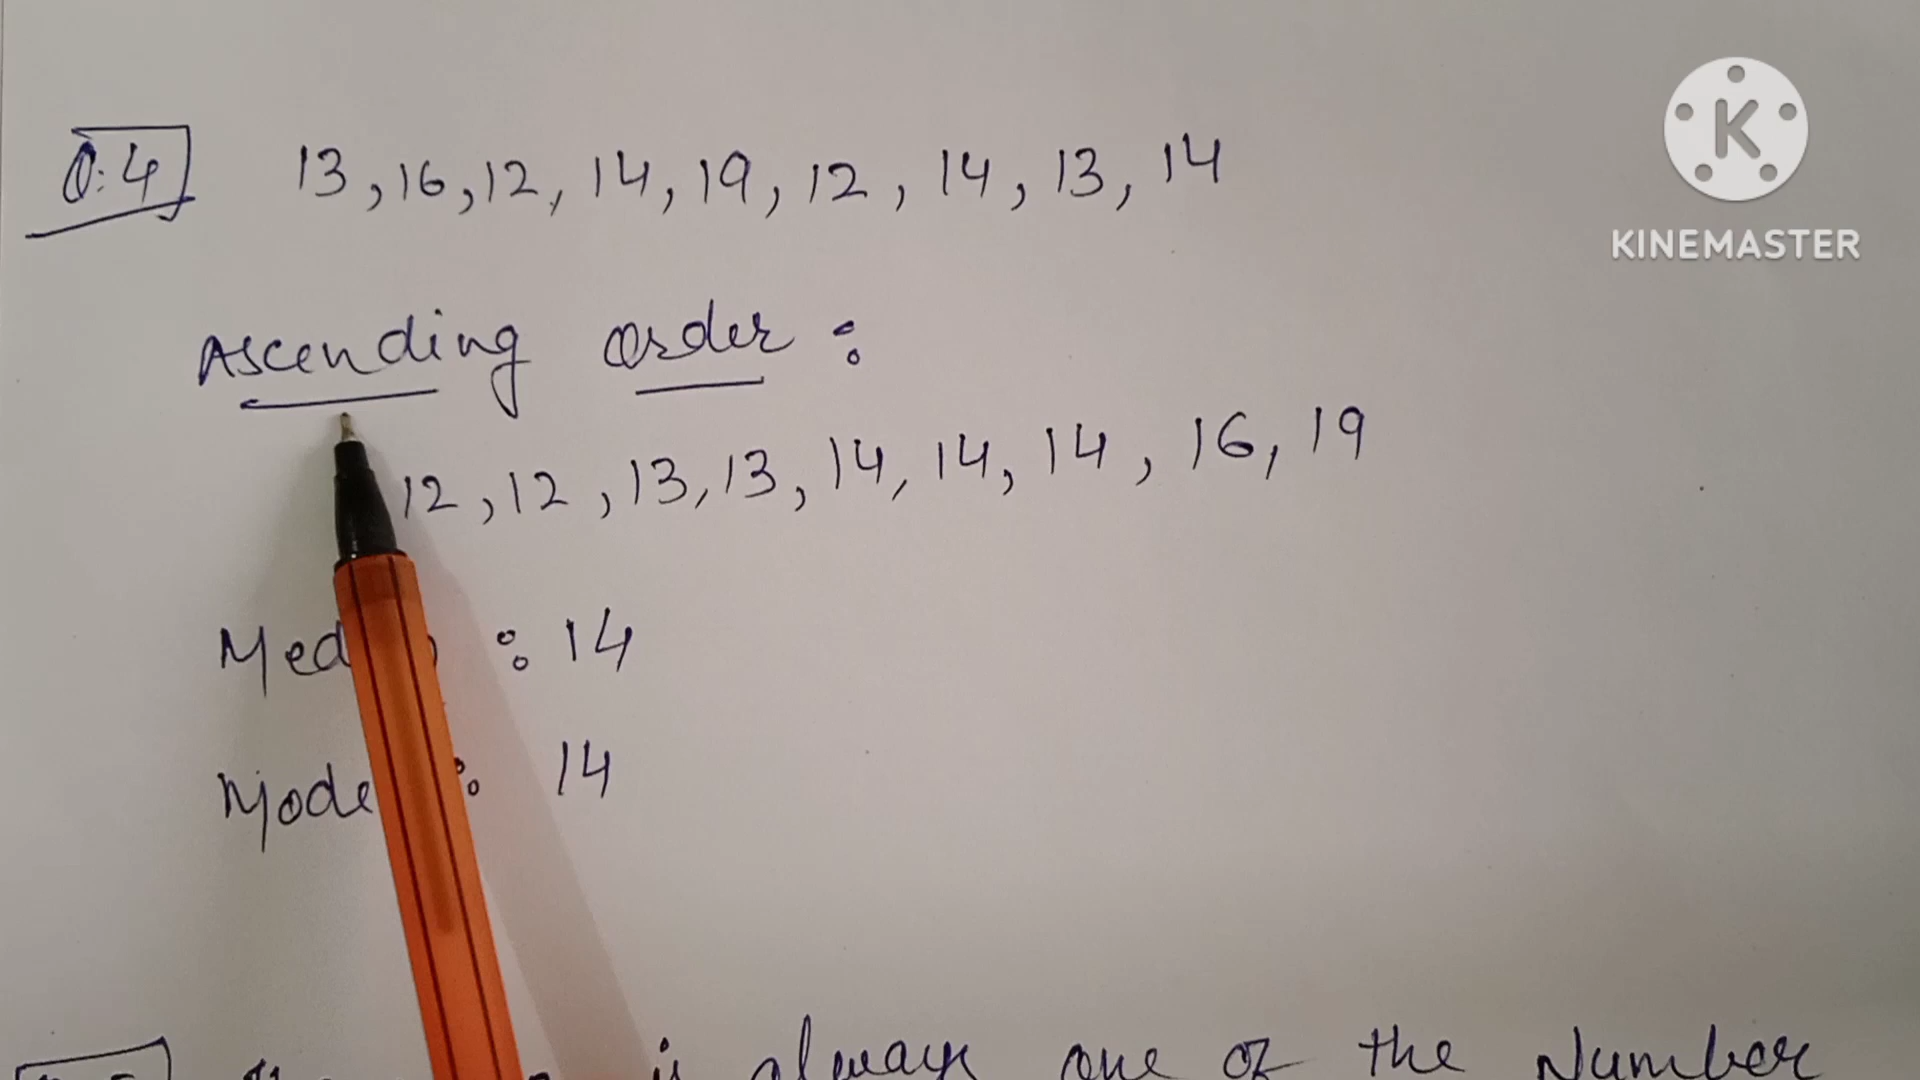 Q.4 13, 16, 12, 14, 19, 12, 14, 13, 14
KINEMASTER
Ascending order :
12, 12, 13, 13, 14, 14, 14, 16, 19
: 14
Mode : 14
is always one of the Number